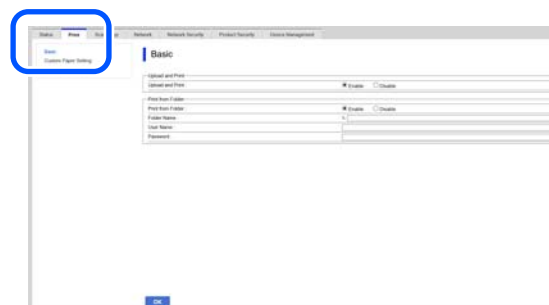 Status Print Network Network Security Product Security Device Management
Basic
Custom Paper Setting
Basic
Upload and Print
Upload and Print Enable Disable
Print from Folder
Print from Folder Enable Disable
Folder Name
User Name
Password
OK